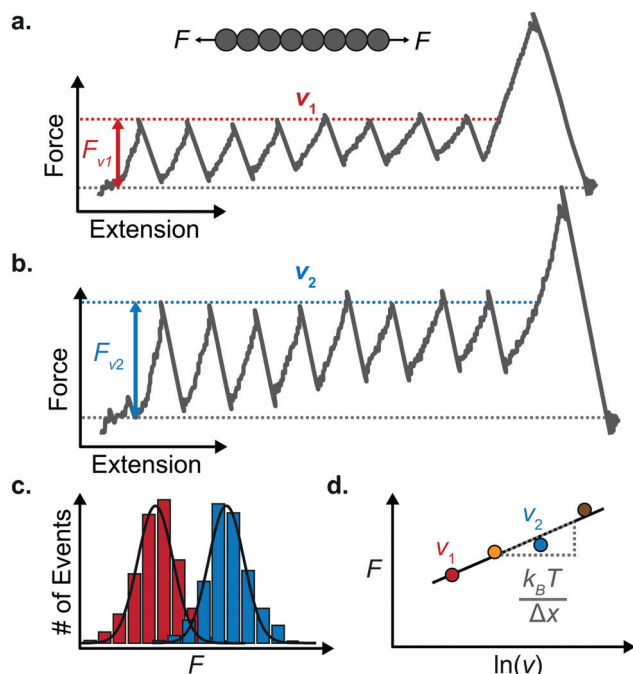 a.
F F
v1
Force
Fv1
Extension
b.
v2
Force
Fv2
Extension
c.
# of Events
F
d.
v1
v2
F
kBT
Δx
ln(v)